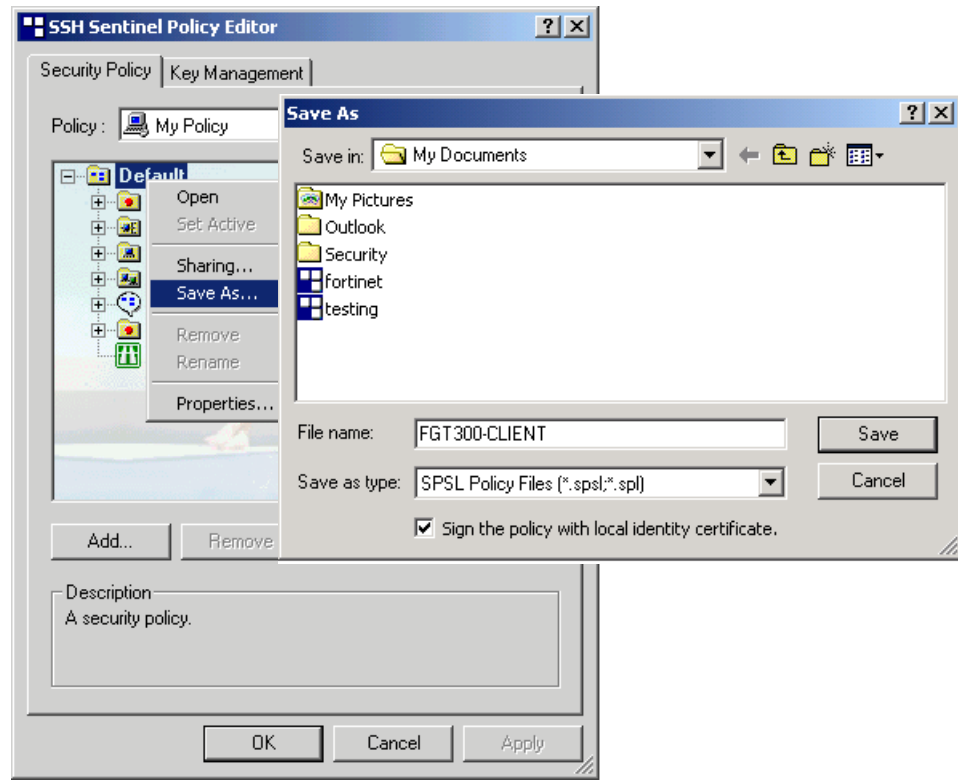 SSH Sentinel Policy Editor
Security Policy
Key Management
Policy :
My Policy
Default
Open
Set Active
Sharing...
Save As...
Remove
Rename
Properties...
Add...
Remove
Description
A security policy.
OK
Cancel
Apply
Save As
Save in:
My Documents
My Pictures
Outlook
Security
fortinet
testing
File name:
FGT300-CLIENT
Save
Save as type:
SPSL Policy Files (*.spsl;*.spl)
Cancel
Sign the policy with local identity certificate.